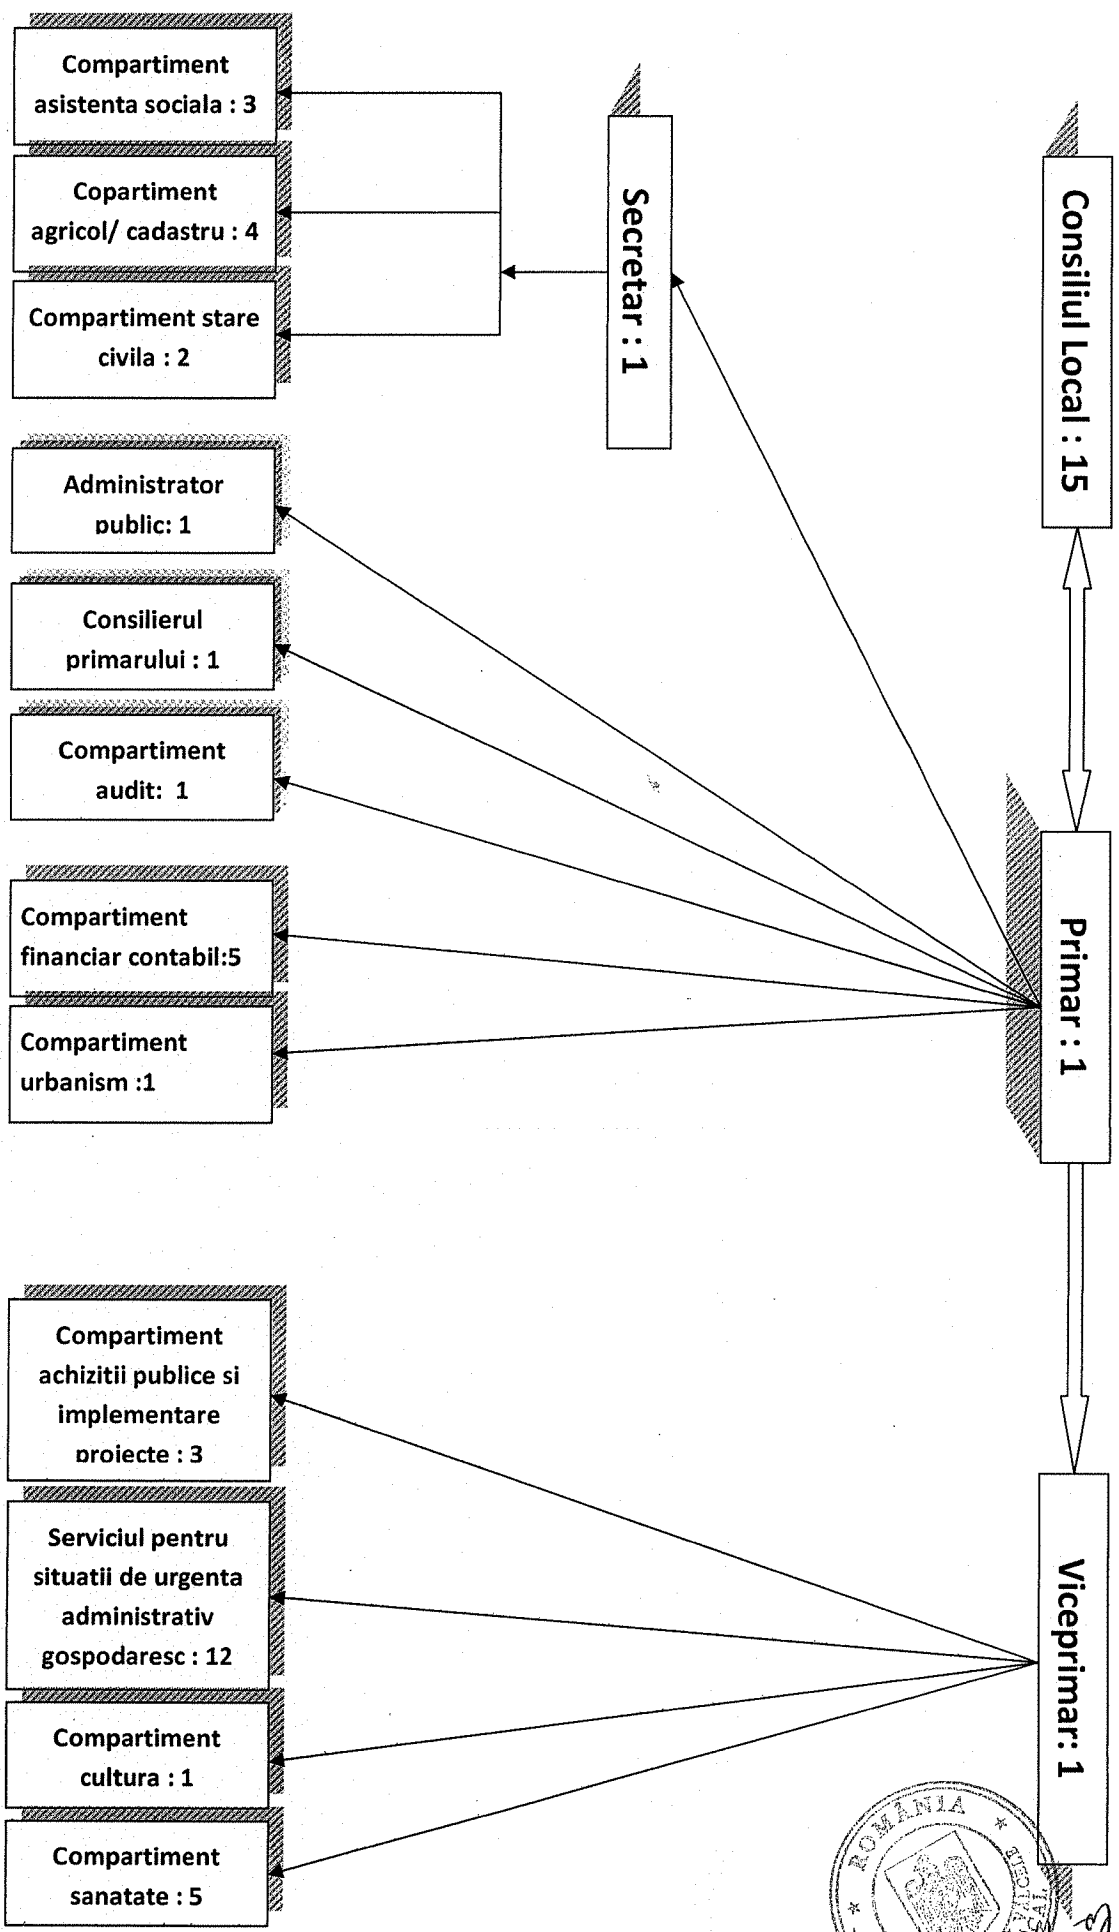 Consiliul Local : 15
Primar : 1
Viceprimar: 1
Secretar : 1
Compartiment
asistenta sociala : 3
Copartiment
agricol/ cadastru : 4
Compartiment stare
civila : 2
Administrator
public: 1
Consilierul
primarului : 1
Compartiment
audit: 1
Compartiment
financiar contabil:5
Compartiment
urbanism :1
Compartiment
achizitii publice si
implementare
proiecte : 3
Serviciul pentru
situatii de urgenta
administrativ
gospodaresc : 12
Compartiment
cultura : 1
Compartiment
sanatate : 5
ROMÂNIA